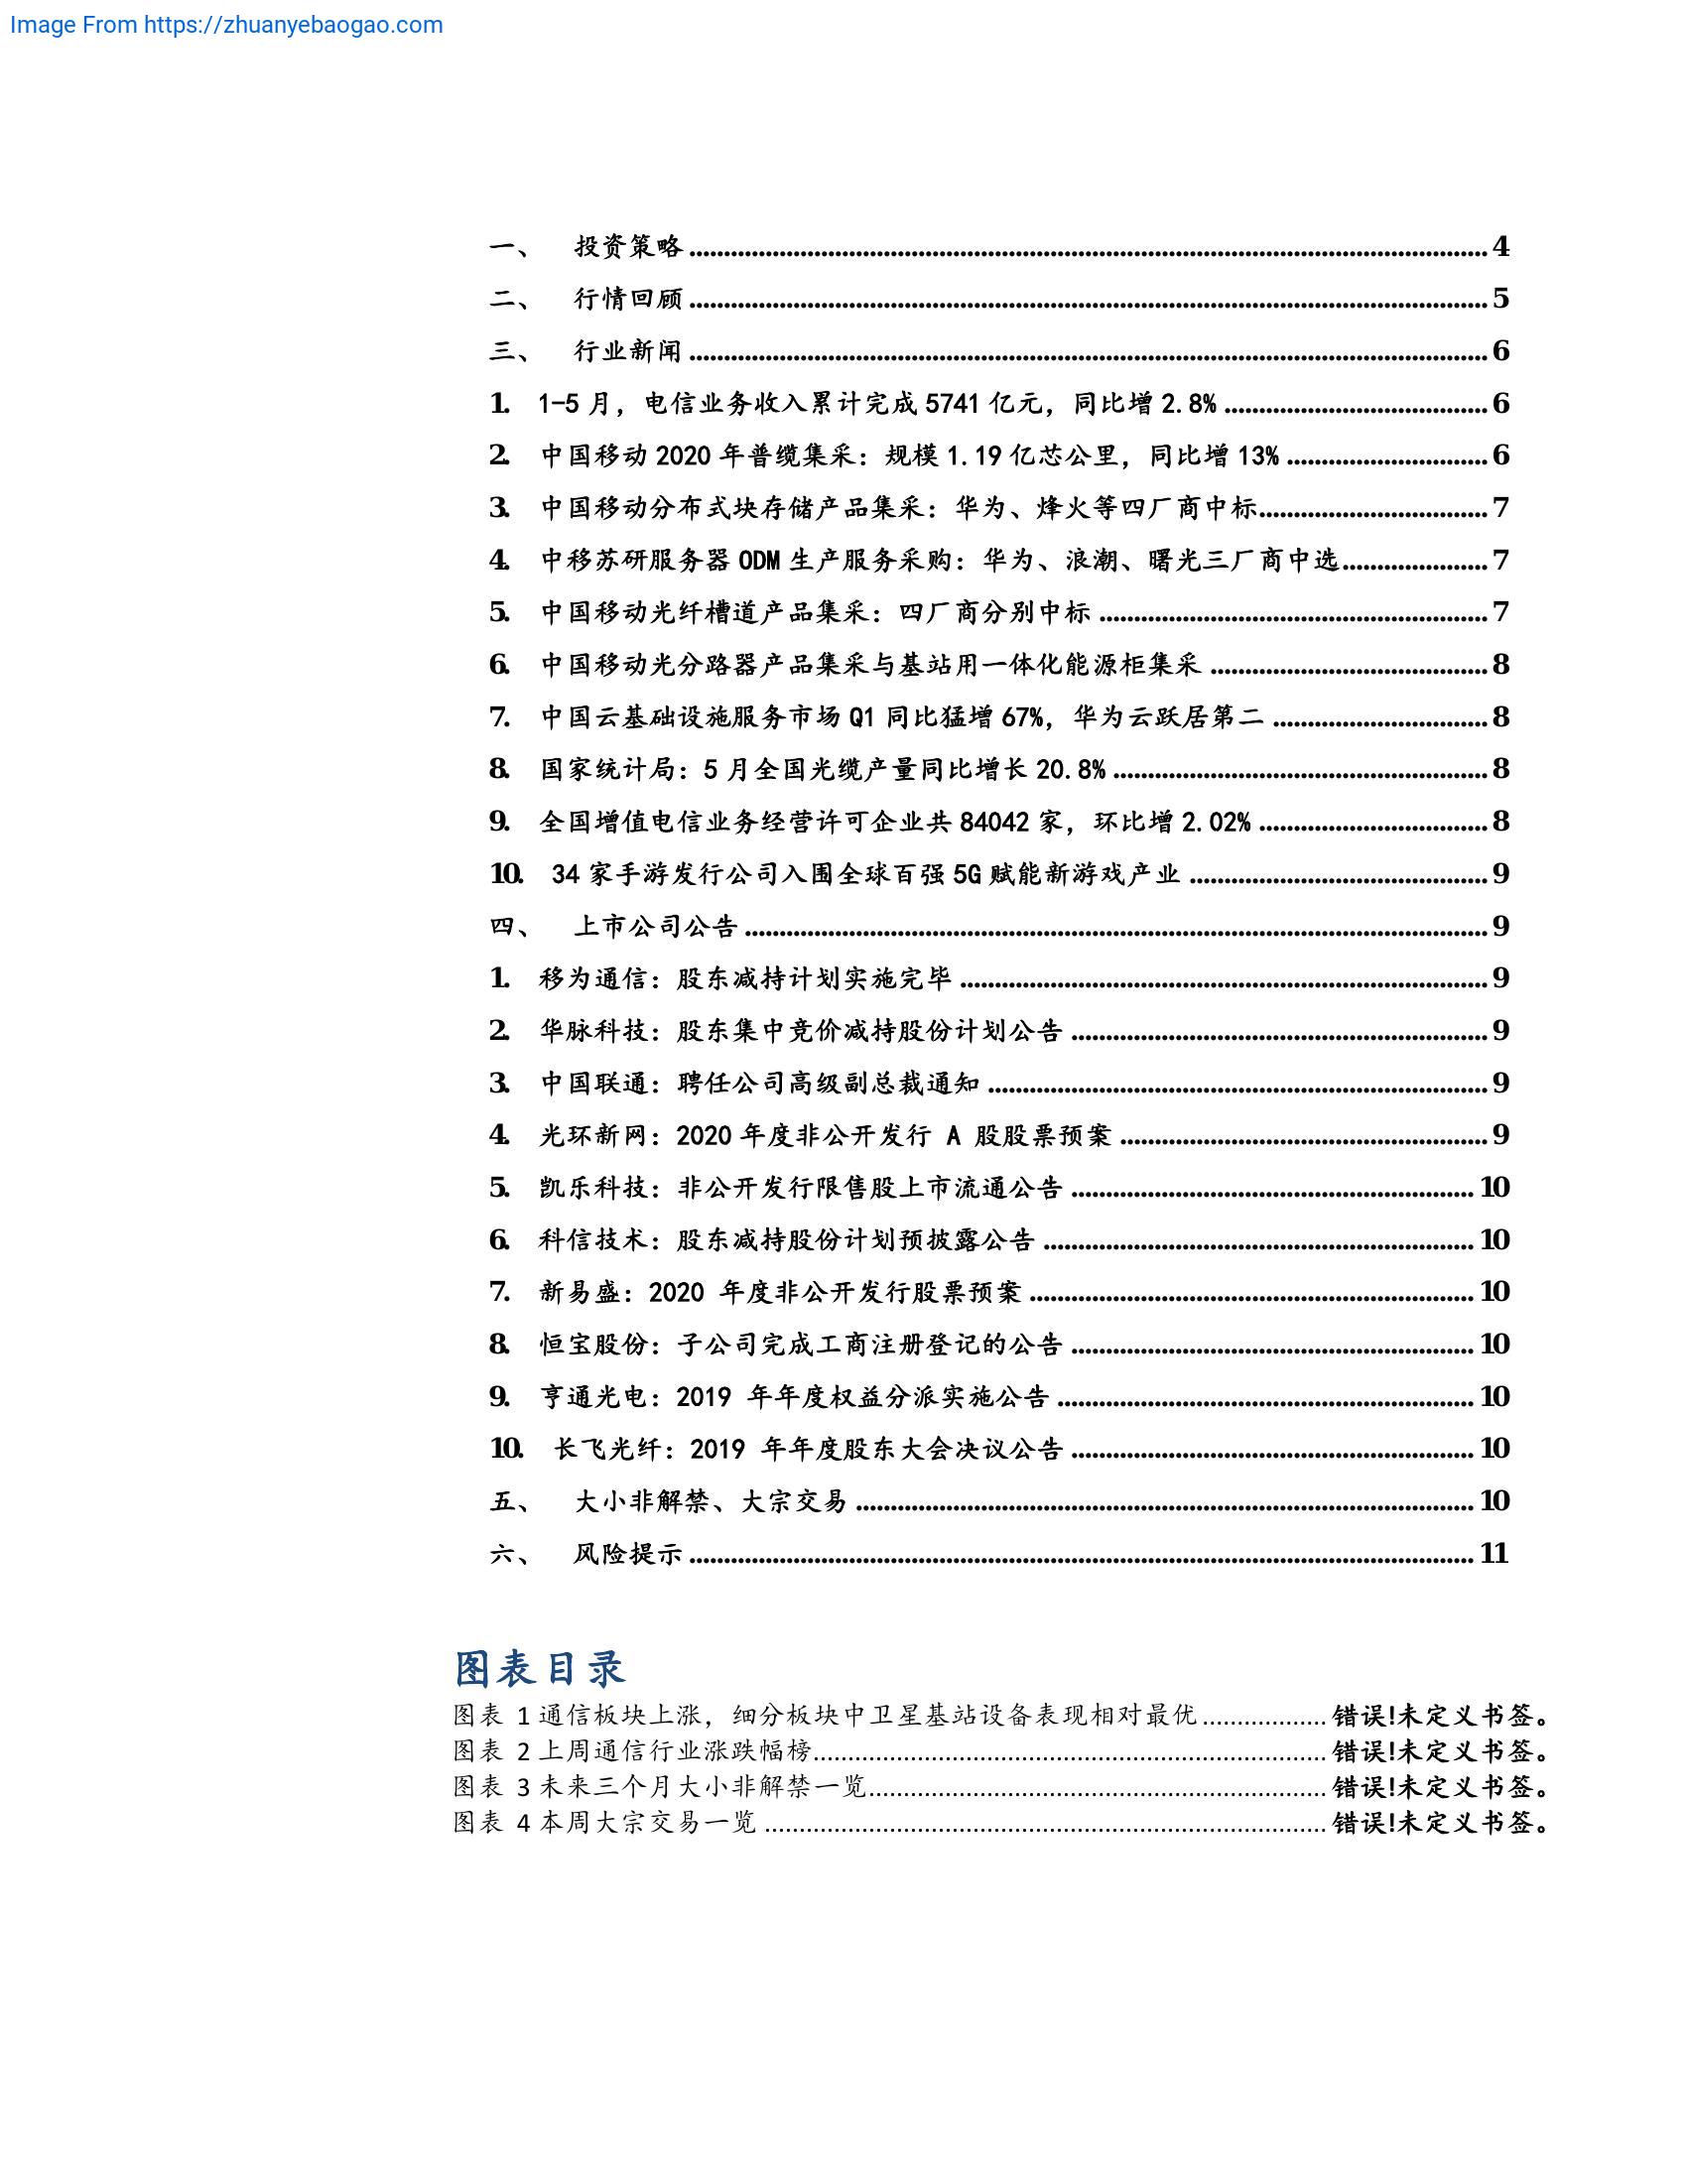 Image From https://zhuanyebaogao.com
一、 投资策略 4
二、 行情回顾 5
三、 行业新闻 6
1. 1-5 月，电信业务收入累计完成 5741 亿元，同比增 2.8% 6
2. 中国移动 2020 年普缆集采：规模 1.19 亿芯公里，同比增 13% 6
3. 中国移动分布式块存储产品集采：华为、烽火等四厂商中标 7
4. 中移苏研服务器 ODM 生产服务采购：华为、浪潮、曙光三厂商中选 7
5. 中国移动光纤槽道产品集采：四厂商分别中标 7
6. 中国移动光分路器产品集采与基站用一体化能源柜集采 8
7. 中国云基础设施服务市场 Q1 同比猛增 67%，华为云跃居第二 8
8. 国家统计局：5 月全国光缆产量同比增长 20.8% 8
9. 全国增值电信业务经营许可企业共 84042 家，环比增 2.02% 8
10. 34 家手游发行公司入围全球百强 5G 赋能新游戏产业 9
四、 上市公司公告 9
1. 移为通信：股东减持计划实施完毕 9
2. 华脉科技：股东集中竞价减持股份计划公告 9
3. 中国联通：聘任公司高级副总裁通知 9
4. 光环新网：2020 年度非公开发行 A 股股票预案 9
5. 凯乐科技：非公开发行限售股上市流通公告 10
6. 科信技术：股东减持股份计划预披露公告 10
7. 新易盛：2020 年度非公开发行股票预案 10
8. 恒宝股份：子公司完成工商注册登记的公告 10
9. 亨通光电：2019 年年度权益分派实施公告 10
10. 长飞光纤：2019 年年度股东大会决议公告 10
五、 大小非解禁、大宗交易 10
六、 风险提示 11
图表目录
图表 1 通信板块上涨，细分板块中卫星基站设备表现相对最优 错误!未定义书签。
图表 2 上周通信行业涨跌幅榜 错误!未定义书签。
图表 3 未来三个月大小非解禁一览 错误!未定义书签。
图表 4 本周大宗交易一览 错误!未定义书签。